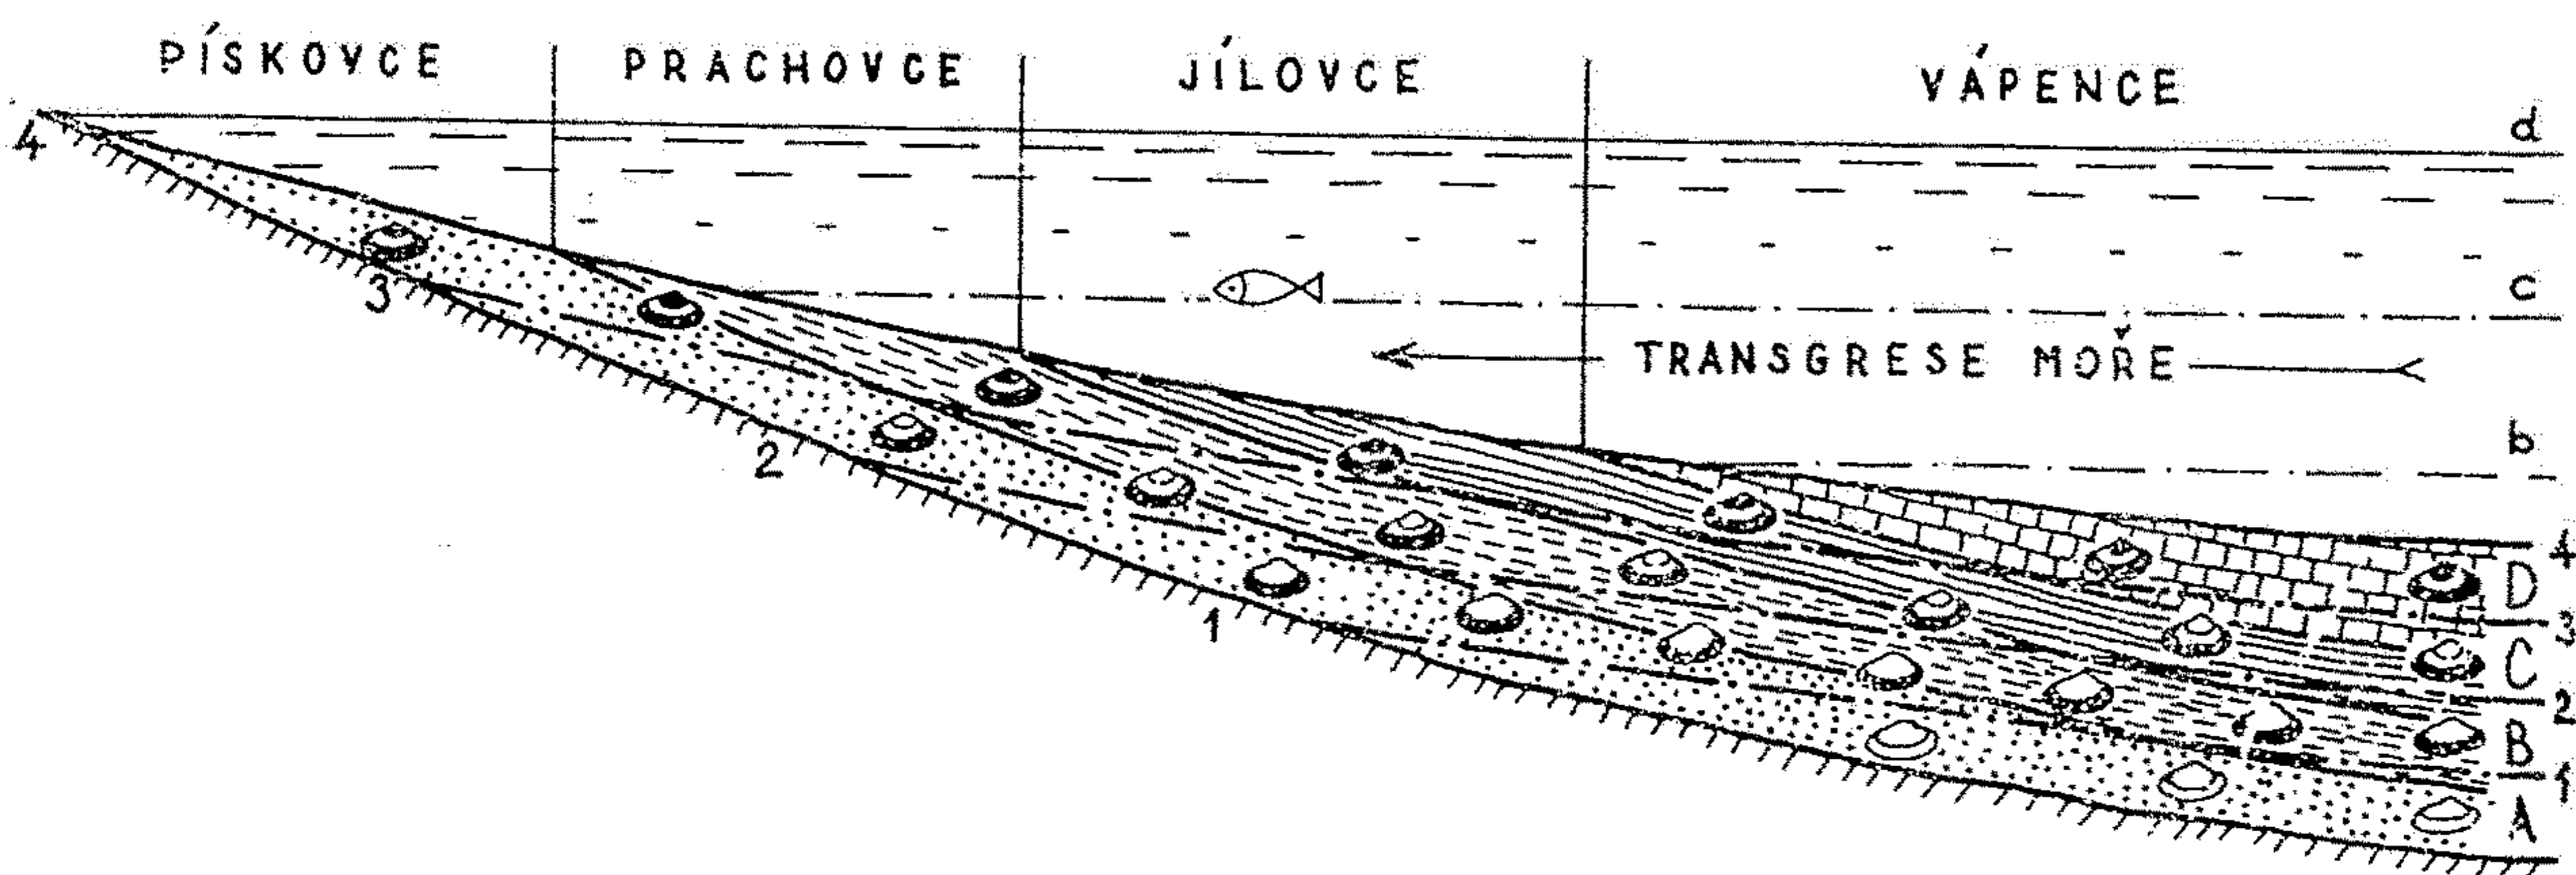 PÍSKOVCE PRACHOVCE JÍLOVCE VÁPENCE
d
4
c
3
TRANSGRESE MOŘE
b
2
4
D
3
1
C
2
B
1
A